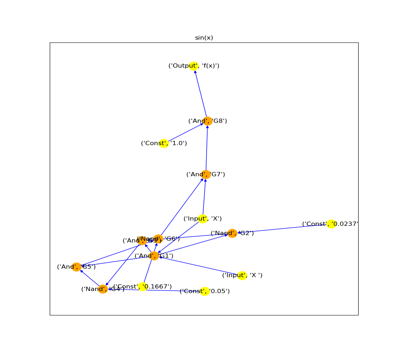 sin(x)
('Output', 'f(x)')
('And', 'G8')
('Const', '1.0')
('And', 'G7')
('Input', 'X')
('Const', '0.0237'
('Nand', 'G2')
('Nand', 'G6')
('And',
('And', 'G1')
('And', 'G5')
('Input', 'X ')
('Nand',
('Const', '0.1667')
('Const', '0.05')